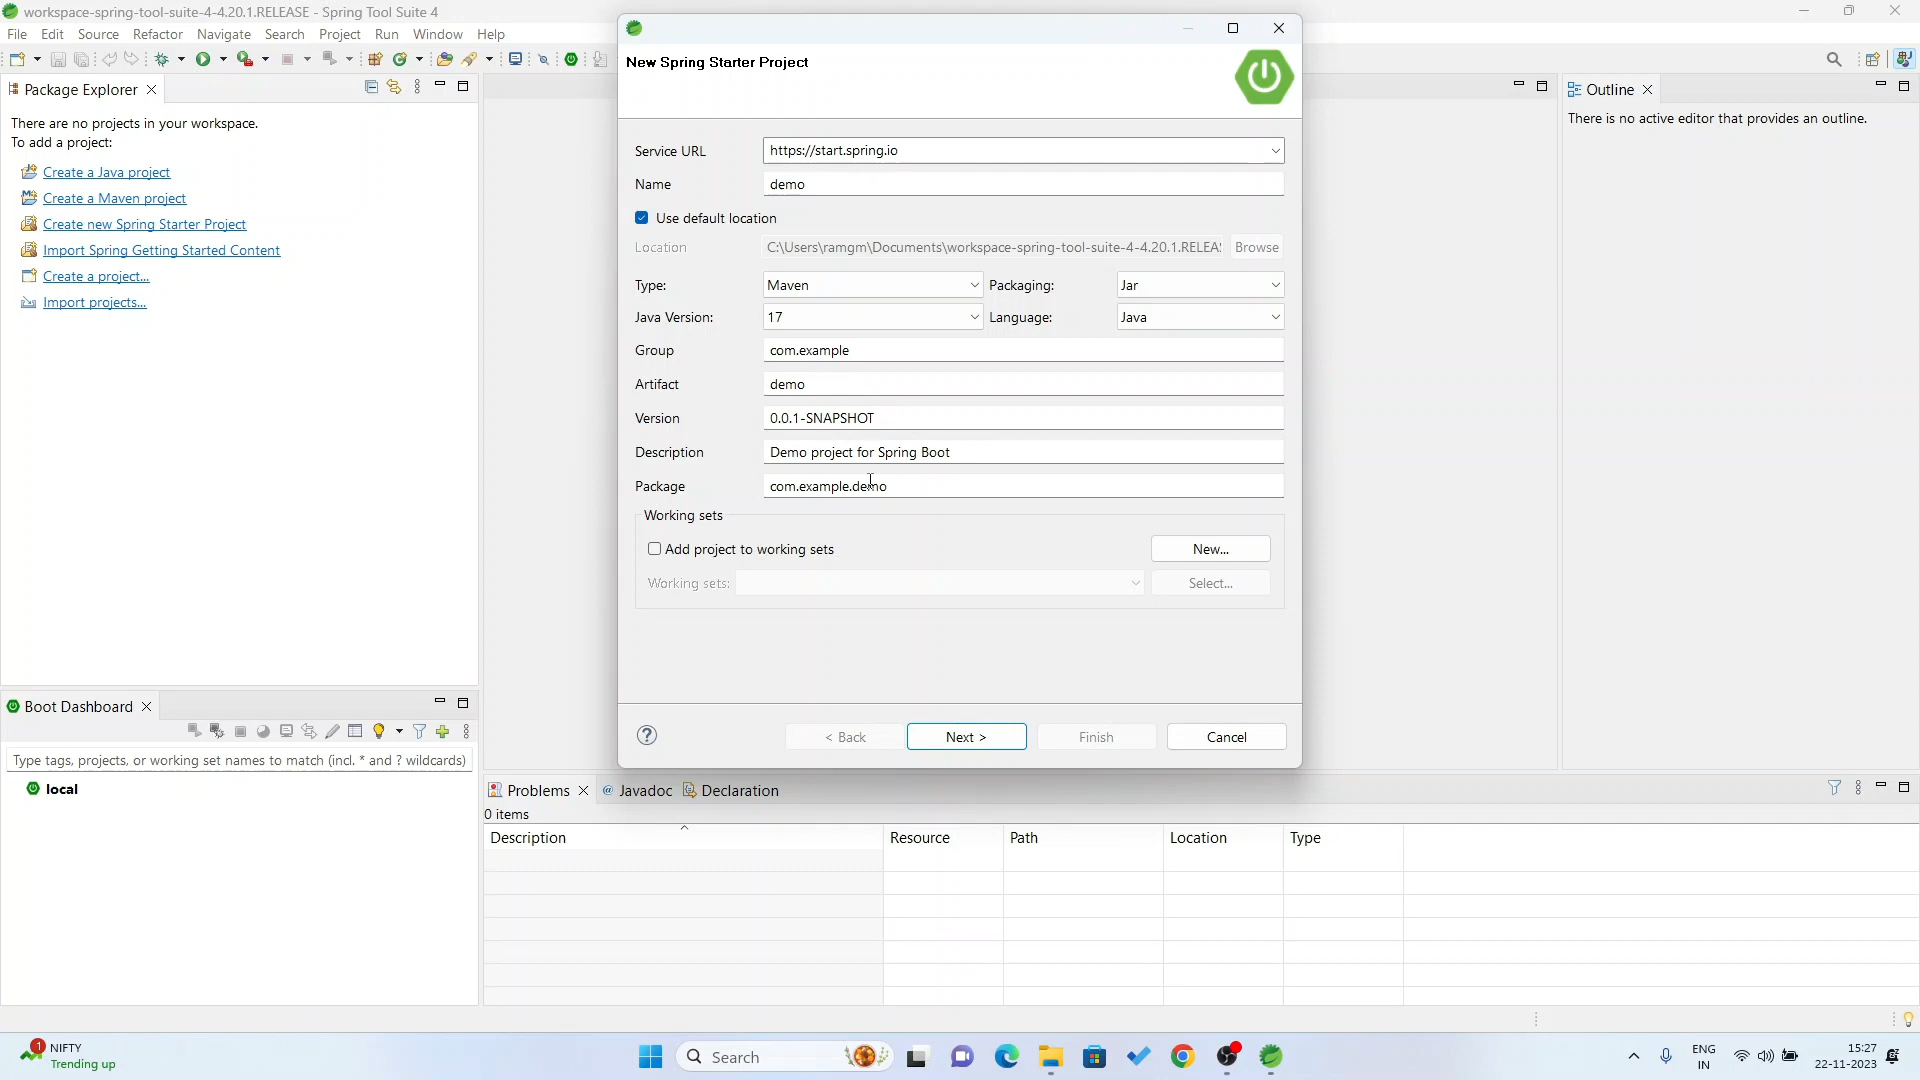 workspace-spring-tool-suite-4-4.20.1.RELEASE - Spring Tool Suite 4
File Edit Source Refactor Navigate Search Project Run Window Help
Package Explorer
There are no projects in your workspace.
To add a project:
Create a Java project
Create a Maven project
Create new Spring Starter Project
Import Spring Getting Started Content
Create a project...
Import projects...
New Spring Starter Project
Service URL https://start.spring.io
Name demo
Use default location
Location C:\Users\ramgm\Documents\workspace-spring-tool-suite-4-4.20.1.RELEA Browse
Type: Maven Packaging: Jar
Java Version: 17 Language: Java
Group com.example
Artifact demo
Version 0.0.1-SNAPSHOT
Description Demo project for Spring Boot
Package com.example.demo
Working sets
Add project to working sets New...
Working sets: Select...
? < Back Next > Finish Cancel
Outline
There is no active editor that provides an outline.
Boot Dashboard
Type tags, projects, or working set names to match (incl. * and ? wildcards)
local
Problems @ Javadoc Declaration
0 items
Description Resource Path Location Type
1 NIFTY
Trending up
Search
ENG
IN
15:27
22-11-2023